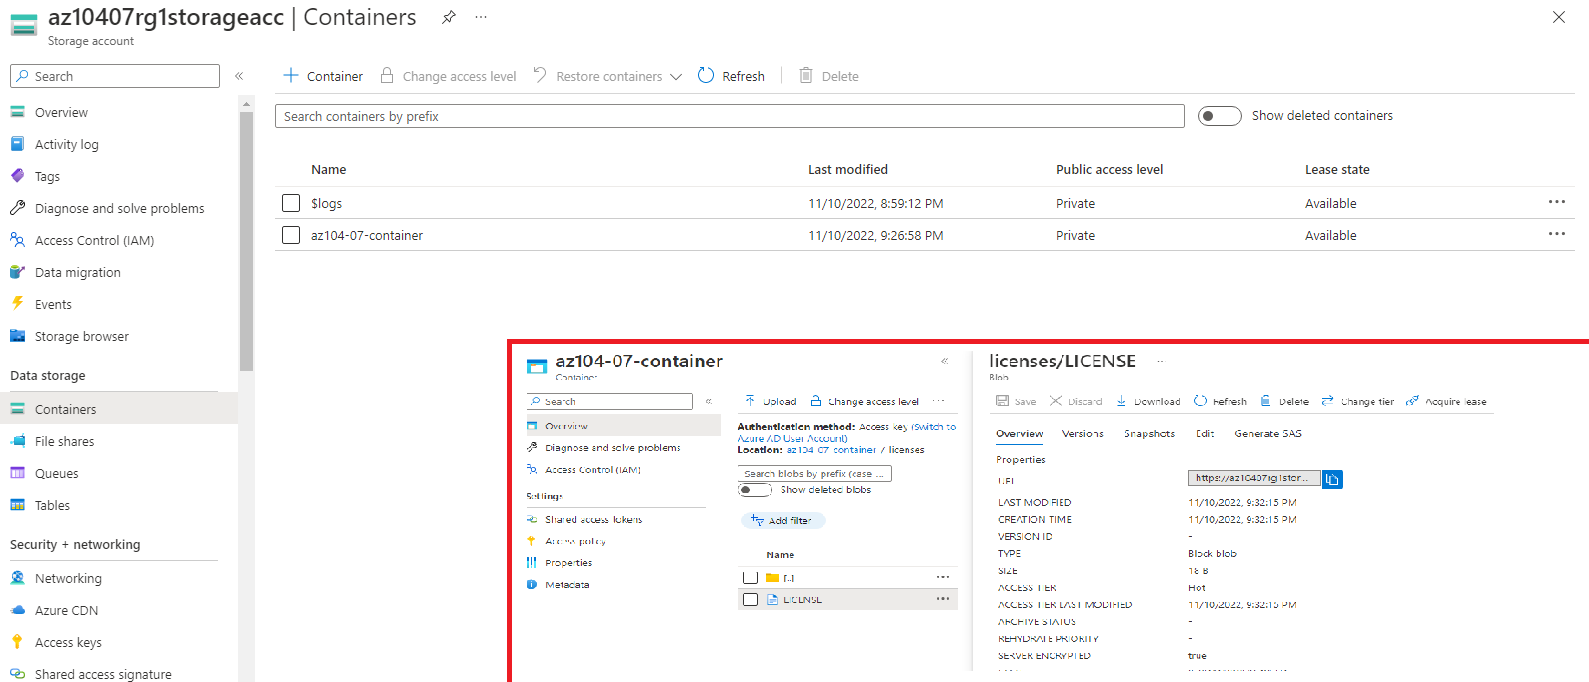 az10407rg1storageacc | Containers
Storage account
Search
Overview
Activity log
Tags
Diagnose and solve problems
Access Control (IAM)
Data migration
Events
Storage browser
Data storage
Containers
File shares
Queues
Tables
Security + networking
Networking
Azure CDN
Access keys
Shared access signature
Container Change access level Restore containers Refresh Delete
Search containers by prefix Show deleted containers
Name Last modified Public access level Lease state
$logs 11/10/2022, 8:59:12 PM Private Available
az104-07-container 11/10/2022, 9:26:58 PM Private Available
az104-07-container
Container
Search
Overview
Diagnose and solve problems
Access Control (IAM)
Settings
Shared access tokens
Access policy
Properties
Metadata
Upload Change access level
Authentication method: Access key (Switch to
Azure AD User Account)
Location: az104-07-container / licenses
Search blobs by prefix (case ...
Show deleted blobs
Add filter
Name
[..]
LICENSE
licenses/LICENSE
Blob
Save Discard Download Refresh Delete Change tier Acquire lease
Overview Versions Snapshots Edit Generate SAS
Properties
URL https://az10407rg1stor...
LAST MODIFIED 11/10/2022, 9:32:15 PM
CREATION TIME 11/10/2022, 9:32:15 PM
VERSION ID -
TYPE Block blob
SIZE 18 B
ACCESS TIER Hot
ACCESS TIER LAST MODIFIED 11/10/2022, 9:32:15 PM
ARCHIVE STATUS -
REHYDRATE PRIORITY -
SERVER ENCRYPTED true